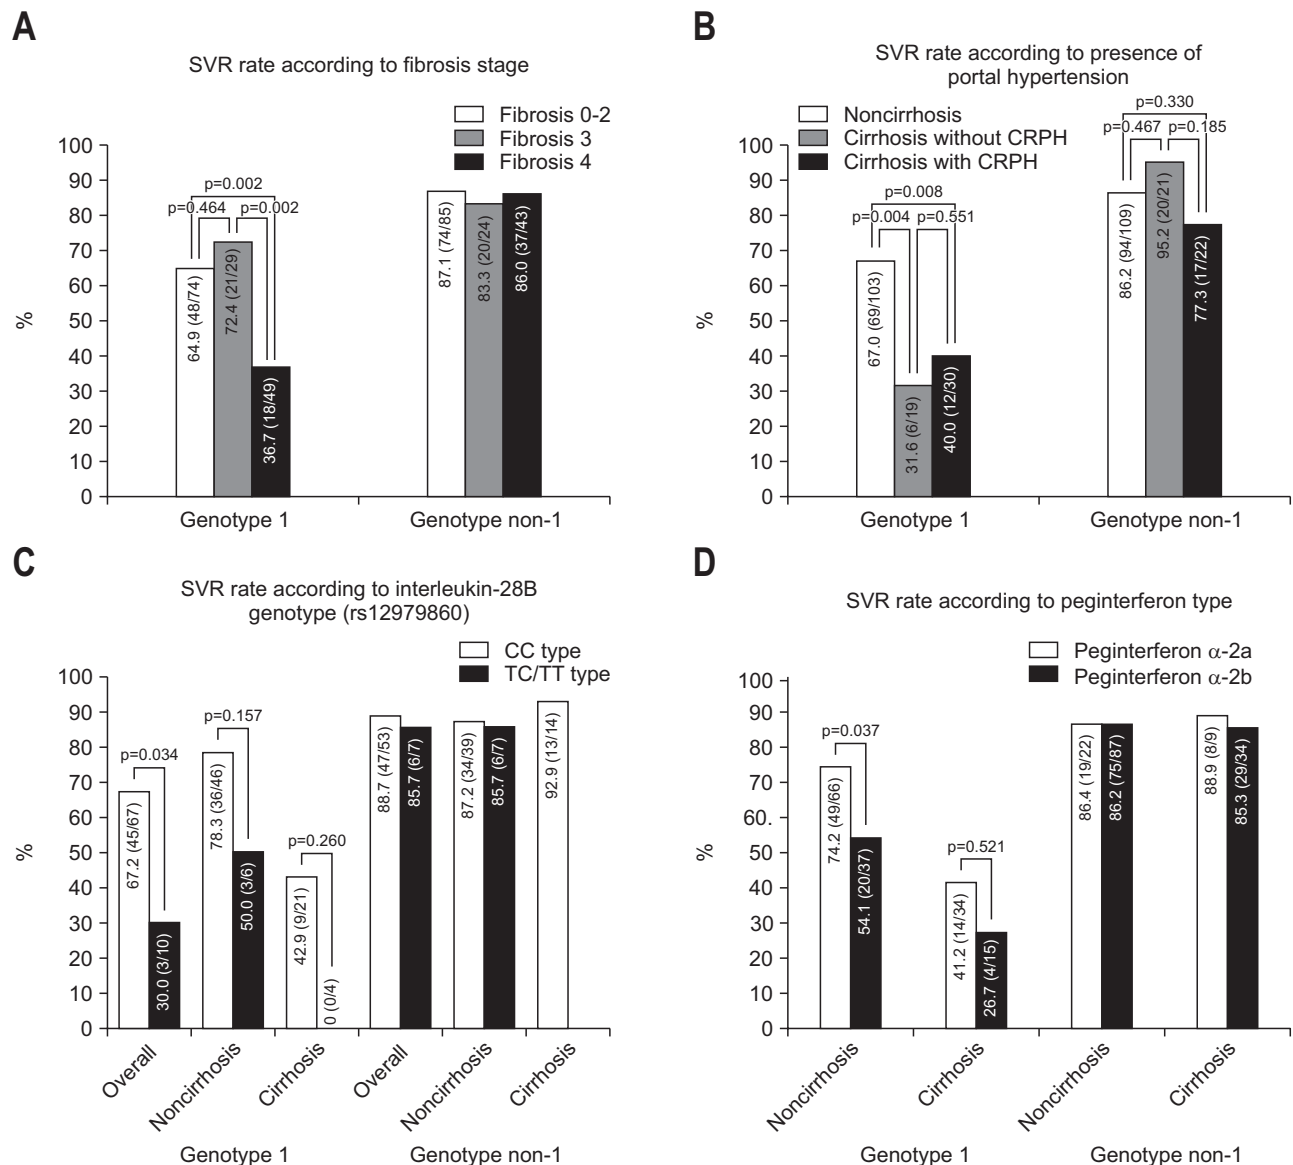 A
SVR rate according to fibrosis stage
Fibrosis 0-2
Fibrosis 3
Fibrosis 4
100
90
80
70
60
50
40
30
20
10
0
%
p=0.002
p=0.464
p=0.002
64.9 (48/74)
72.4 (21/29)
36.7 (18/49)
87.1 (74/85)
83.3 (20/24)
86.0 (37/43)
Genotype 1
Genotype non-1
B
SVR rate according to presence of
portal hypertension
Noncirrhosis
Cirrhosis without CRPH
Cirrhosis with CRPH
100
90
80
70
60
50
40
30
20
10
0
%
p=0.008
p=0.004
p=0.551
p=0.330
p=0.467
p=0.185
67.0 (69/103)
31.6 (6/19)
40.0 (12/30)
86.2 (94/109)
95.2 (20/21)
77.3 (17/22)
Genotype 1
Genotype non-1
C
SVR rate according to interleukin-28B
genotype (rs12979860)
CC type
TC/TT type
100
90
80
70
60
50
40
30
20
10
0
%
p=0.034
p=0.157
p=0.260
67.2 (45/67)
30.0 (3/10)
78.3 (36/46)
50.0 (3/6)
42.9 (9/21)
0 (0/4)
88.7 (47/53)
85.7 (6/7)
87.2 (34/39)
85.7 (6/7)
92.9 (13/14)
Overall
Noncirrhosis
Cirrhosis
Overall
Noncirrhosis
Cirrhosis
Genotype 1
Genotype non-1
D
SVR rate according to peginterferon type
Peginterferon α-2a
Peginterferon α-2b
100
90
80
70
60.
50
40
30
20
10
0
%
p=0.037
p=0.521
74.2 (49/66)
54.1 (20/37)
41.2 (14/34)
26.7 (4/15)
86.4 (19/22)
86.2 (75/87)
88.9 (8/9)
85.3 (29/34)
Noncirrhosis
Cirrhosis
Noncirrhosis
Cirrhosis
Genotype 1
Genotype non-1